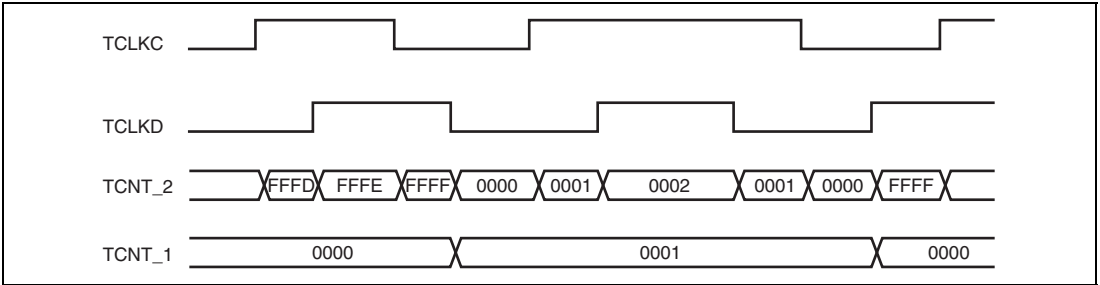 TCLKC
TCLKD
TCNT_2 FFFD FFFE FFFF 0000 0001 0002 0001 0000 FFFF
TCNT_1 0000 0001 0000